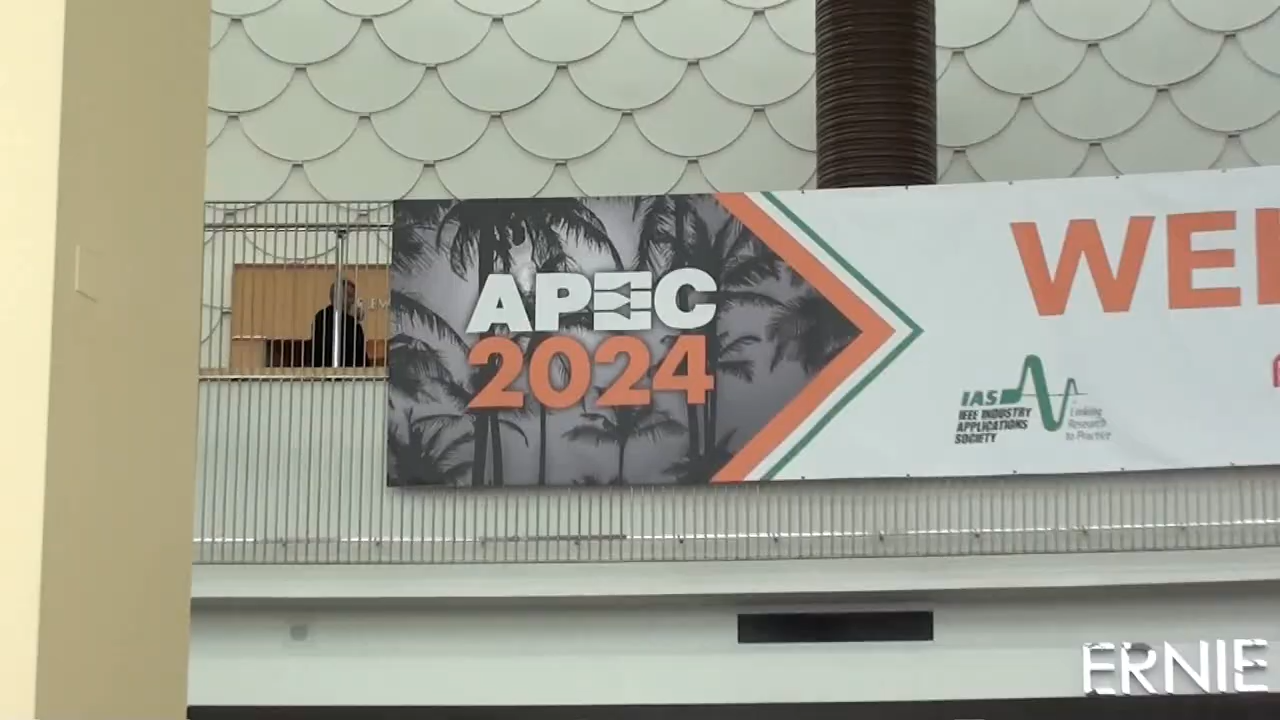 APEC
2024
WE
IAS
IEEE INDUSTRY
APPLICATIONS
SOCIETY
Linking
Research
to Practice
ERNIE